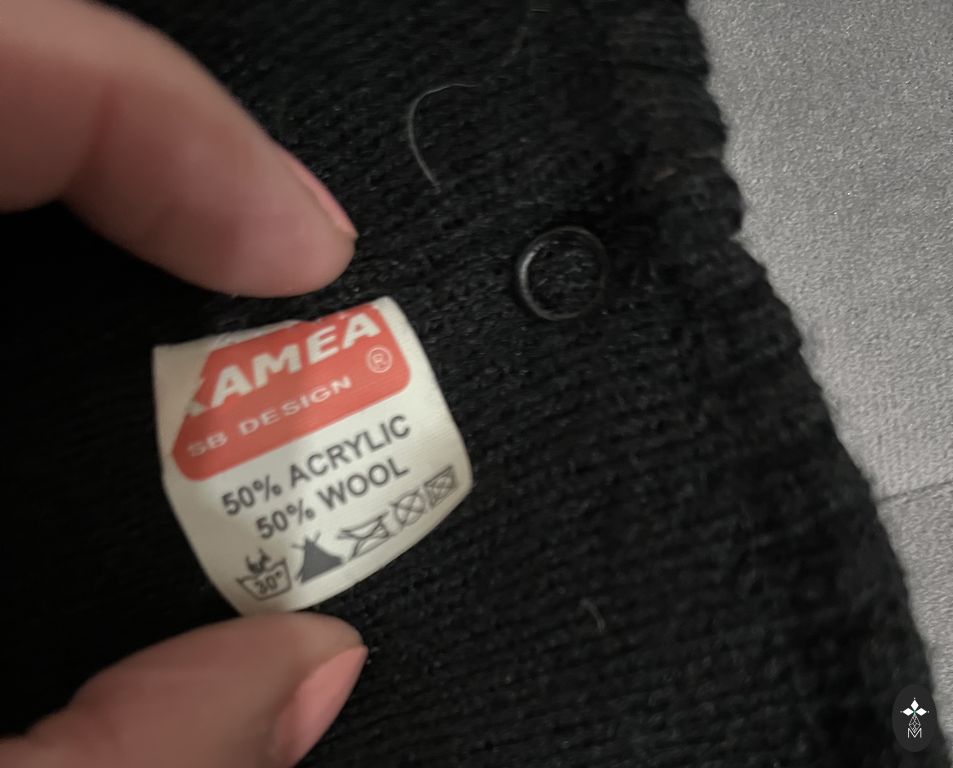 KAMEA ®
SB DESIGN
50% ACRYLIC
50% WOOL
30°